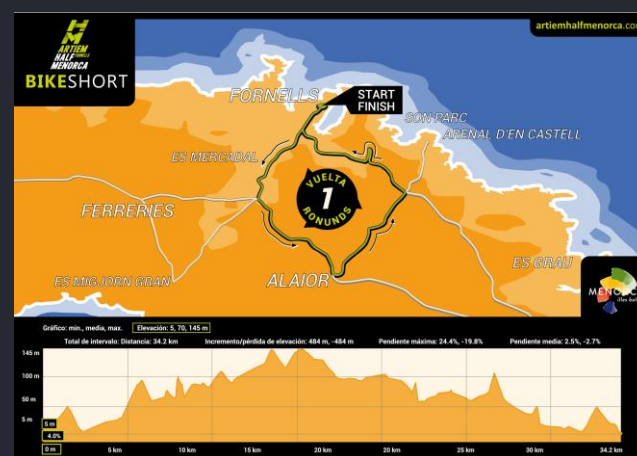 HM
ARTIEM
HALF
MENORCA
BIKESHORT
artiemhalfmenorca.co
FORNELLS
START
FINISH
SON PARC
ARENAL D'EN CASTELL
ES MERCADAL
VUELTA
1
RONUNDS
FERRERIES
ES MIGJORN GRAN
ALAIOR
ES GRAU
MENORC
Gráfico: min., media, max. Elevación: 5, 70, 145 m
Total de intervalo: Distancia: 34.2 km Incremento/pérdida de elevación: 484 m, -484 m Pendiente máxima: 24.4%, -19.8% Pendiente media: 2.5%, -2.7%
145 m
100 m
50 m
5 m
5 m
4.0%
0 m 5 km 10 km 15 km 20 km 20 km 25 km 30 km 34.2 km